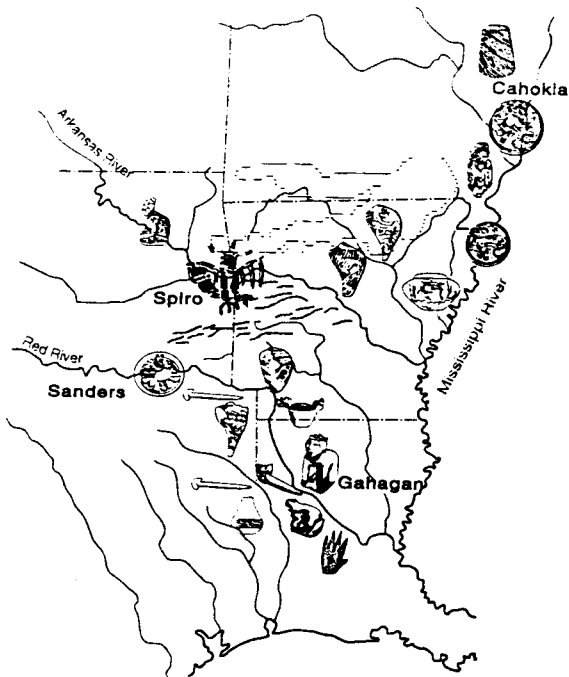 Cahokia
Arkansas River
Spiro
Mississippi River
Red River
Sanders
Gahagan